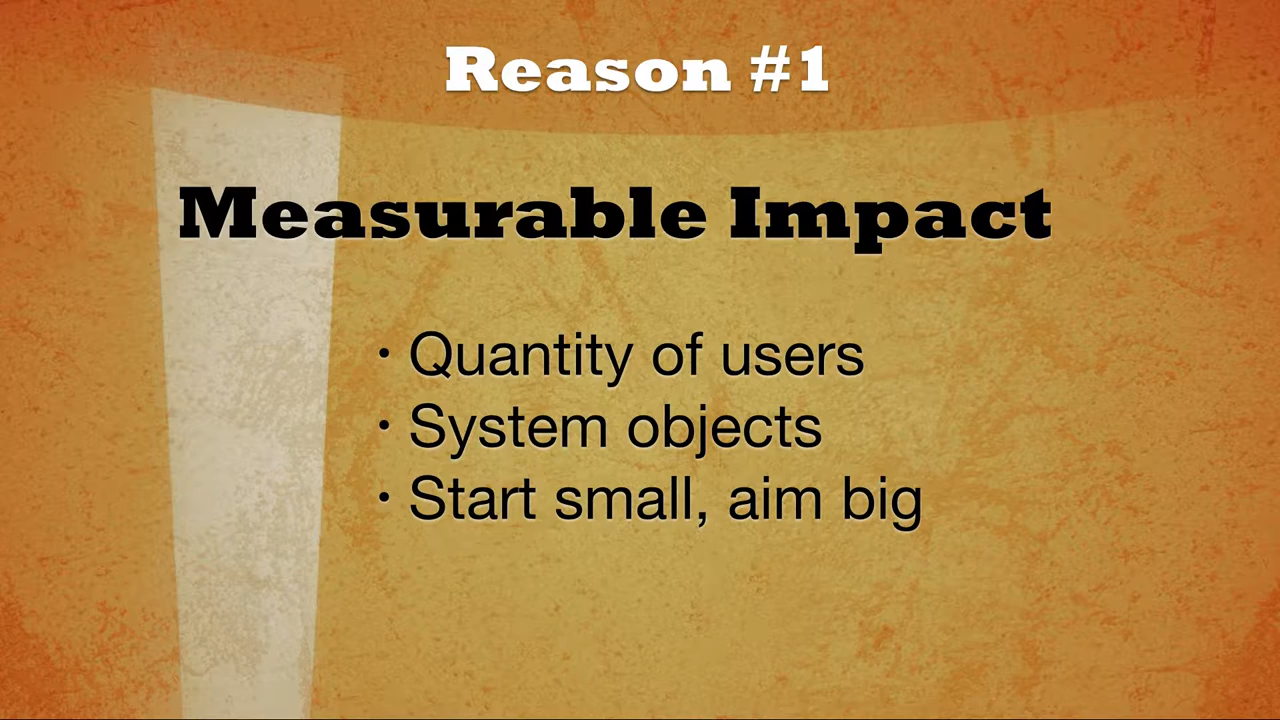 Reason #1
Measurable Impact
• Quantity of users
• System objects
• Start small, aim big